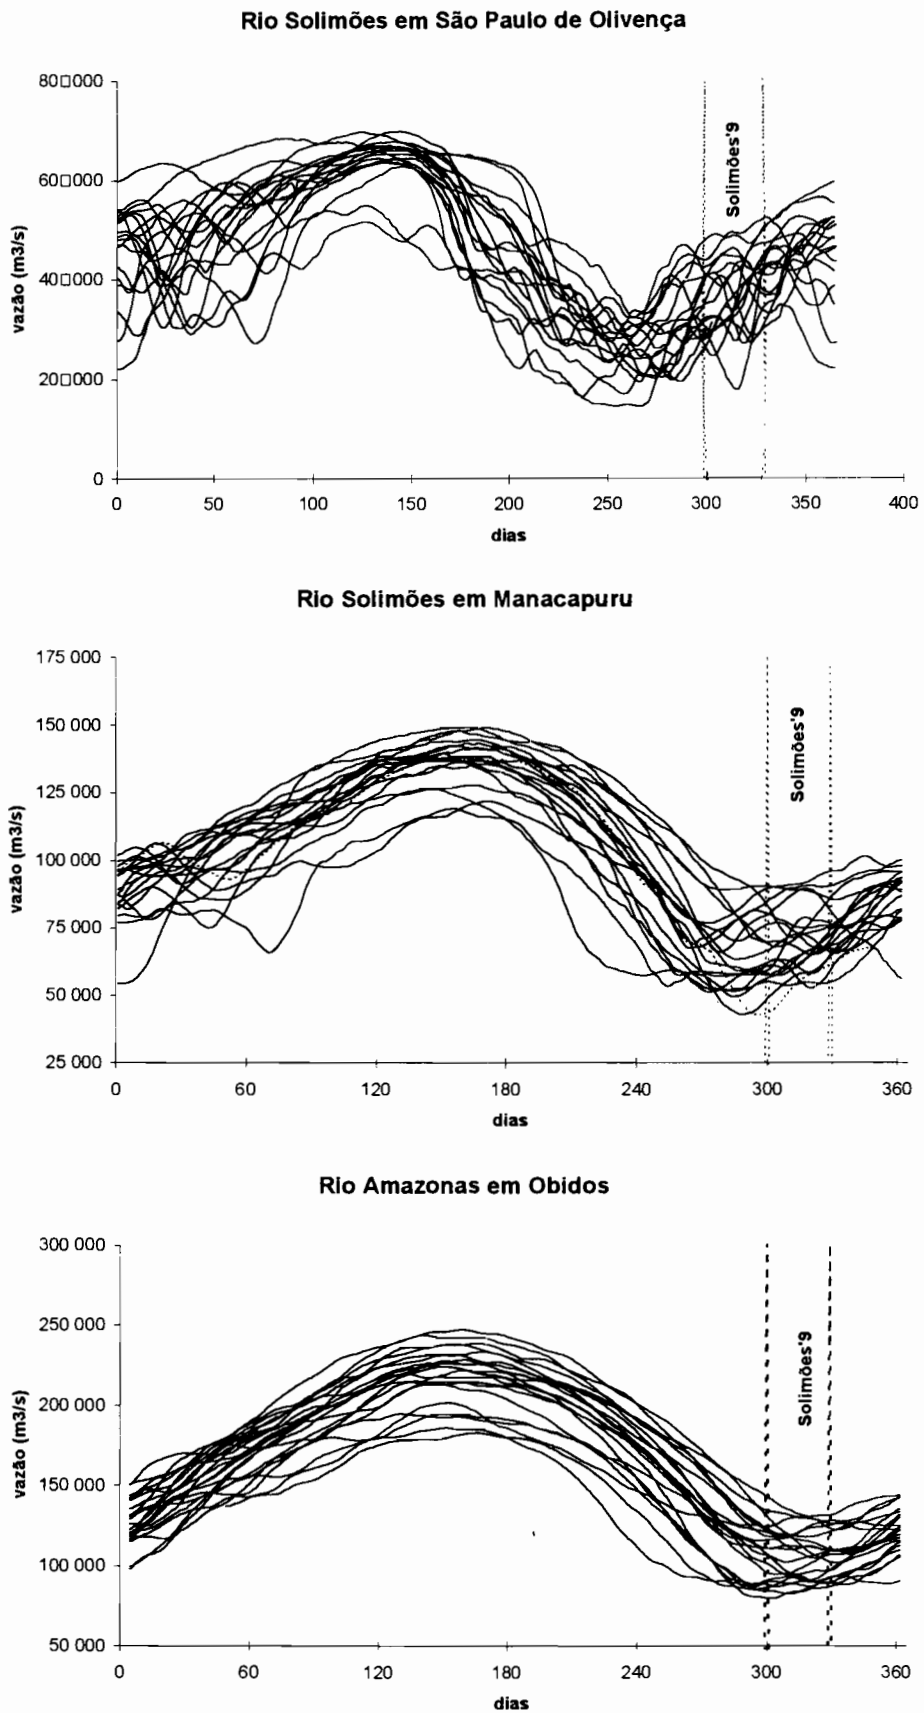 Rio Solimões em São Paulo de Olivença
80□000
60□000
40□000
20□000
0
vazão (m3/s)
Solimões'9
0 50 100 150 200 250 300 350 400
dias
Rio Solimões em Manacapuru
175 000
150 000
125 000
100 000
75 000
50 000
25 000
vazão (m3/s)
Solimões'9
0 60 120 180 240 300 360
dias
Rio Amazonas em Obidos
300 000
250 000
200 000
150 000
100 000
50 000
vazão (m3/s)
Solimões'9
0 60 120 180 240 300 360
dias